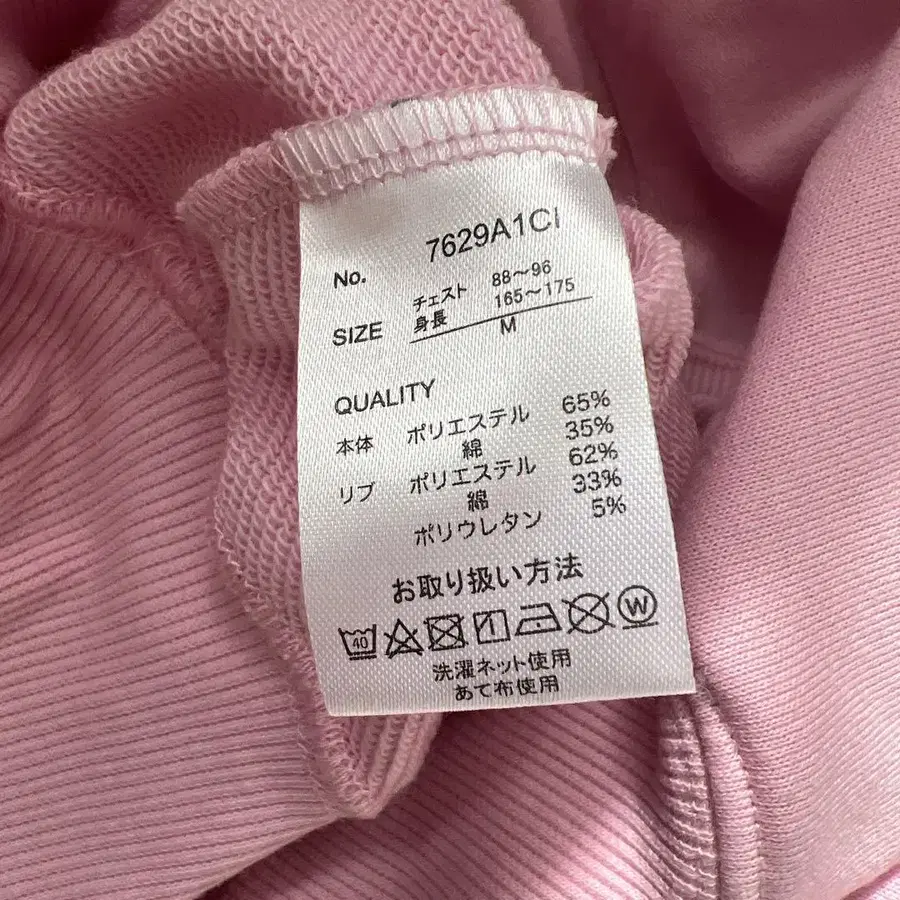 No. 7629A1CI
SIZE チェスト 88～96
身長 165～175
M
QUALITY
本体 ポリエステル 65%
綿 35%
リブ ポリエステル 62%
綿 33%
ポリウレタン 5%
お取り扱い方法
40 W
洗濯ネット使用
あて布使用